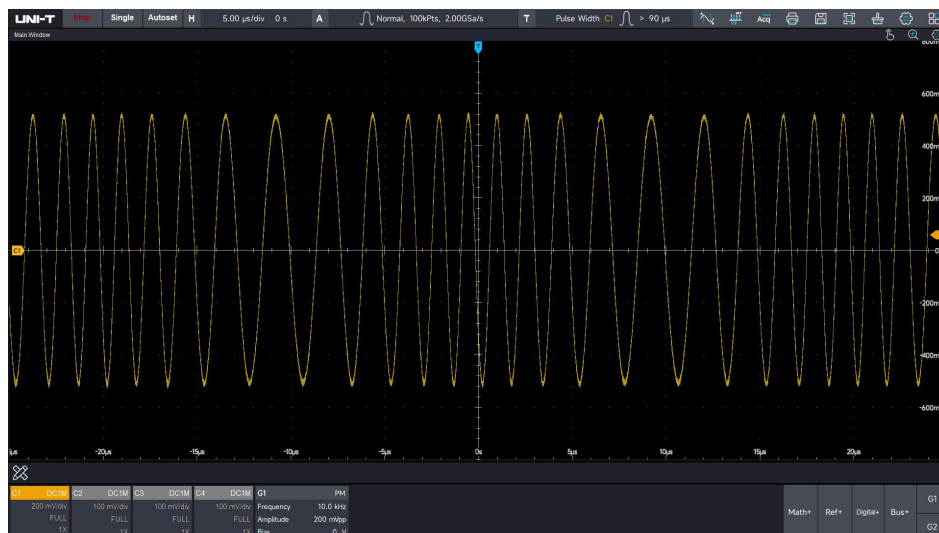 UNI-T Stop Single Autoset H 5.00 µs/div 0 s A Normal, 100kPts, 2.00GSa/s T Pulse Width C1 > 90 µs Acq
Main Window
800m
600m
400m
200m
C1 0
-200m
-400m
-600m
µs -20µs -15µs -10µs -5µs 0s 5µs 10µs 15µs 20µs
C1 DC1M C2 DC1M C3 DC1M C4 DC1M G1 PM
200 mV/div 100 mV/div 100 mV/div 100 mV/div Frequency 10.0 kHz
FULL FULL FULL FULL Amplitude 200 mVpp
1X 1X 1X 1X Bias 0 V
Math+ Ref+ Digital+ Bus+ G1
G2